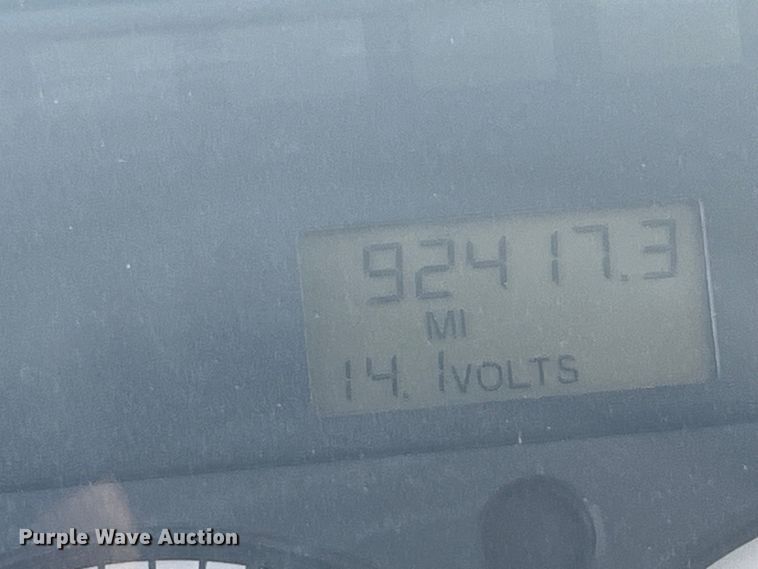 92417.3
MI
14.1VOLTS
Purple Wave Auction